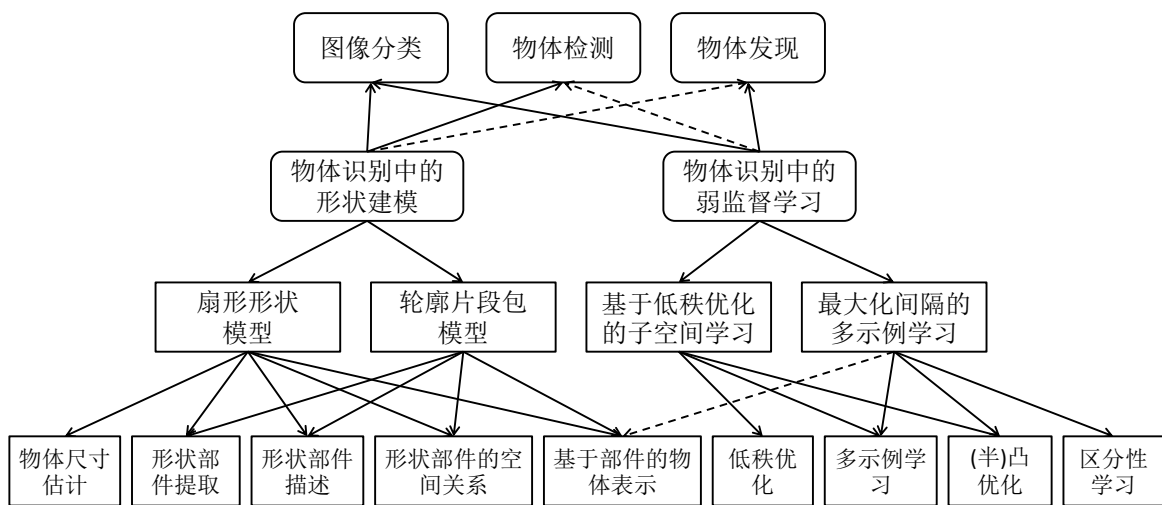 图像分类
物体检测
物体发现
物体识别中的
形状建模
物体识别中的
弱监督学习
扇形形状
模型
轮廓片段包
模型
基于低秩优化
的子空间学习
最大化间隔的
多示例学习
物体尺寸
估计
形状部
件提取
形状部件
描述
形状部件的空
间关系
基于部件的物
体表示
低秩优
化
多示例学
习
(半)凸
优化
区分性
学习